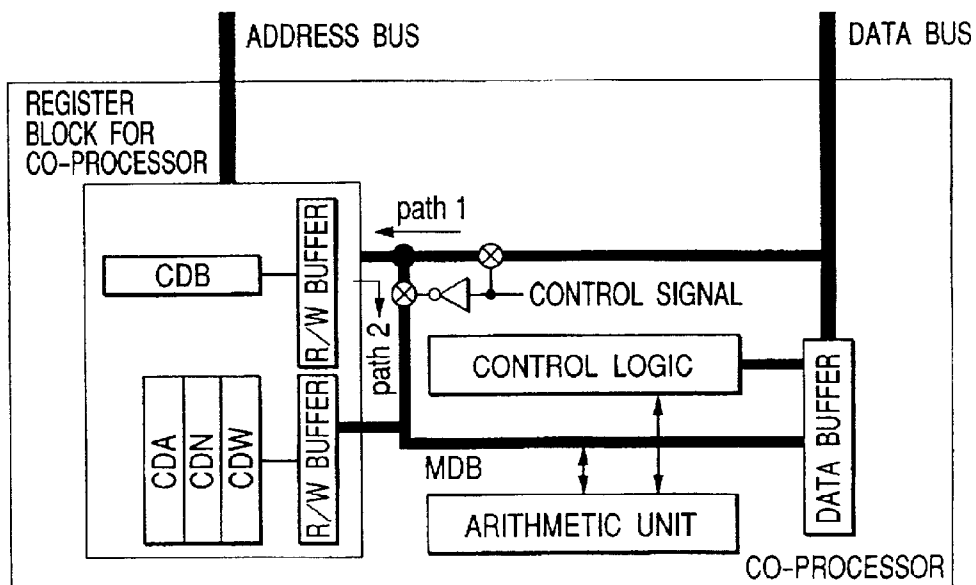 ADDRESS BUS
DATA BUS
REGISTER
BLOCK FOR
CO-PROCESSOR
path 1
CDB
R/W BUFFER
path 2
CONTROL SIGNAL
CONTROL LOGIC
DATA BUFFER
CDA
CDN
CDW
R/W BUFFER
MDB
ARITHMETIC UNIT
CO-PROCESSOR